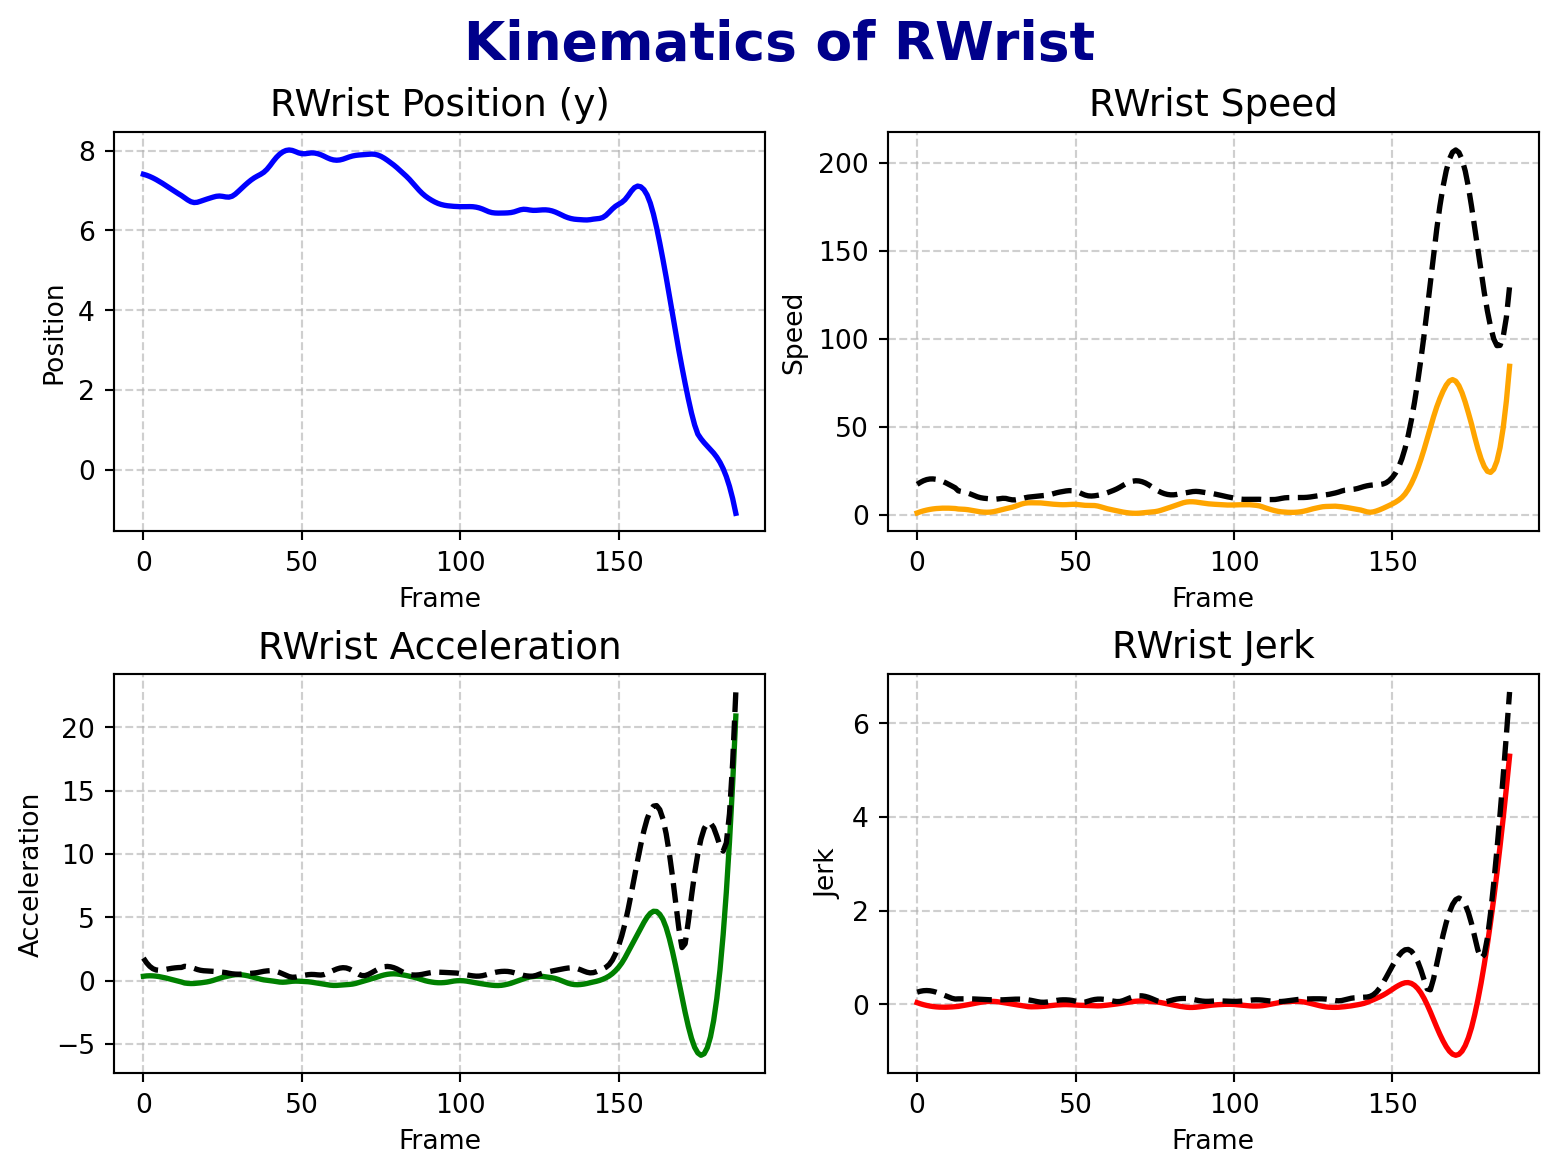 Kinematics of RWrist
RWrist Position (y)
Position
8
6
4
2
0
0 50 100 150
Frame
RWrist Speed
Speed
200
150
100
50
0
0 50 100 150
Frame
RWrist Acceleration
Acceleration
20
15
10
5
0
−5
0 50 100 150
Frame
RWrist Jerk
Jerk
6
4
2
0
0 50 100 150
Frame